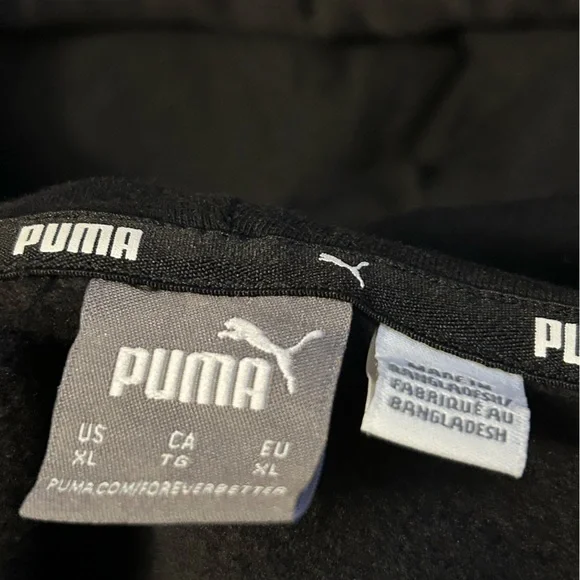 PUMA
PU
PUMA
US CA EU
XL TG XL
PUMA.COM/FOREVERBETTER
MADE IN
BANGLADESH/
FABRIQUÉ AU
BANGLADESH